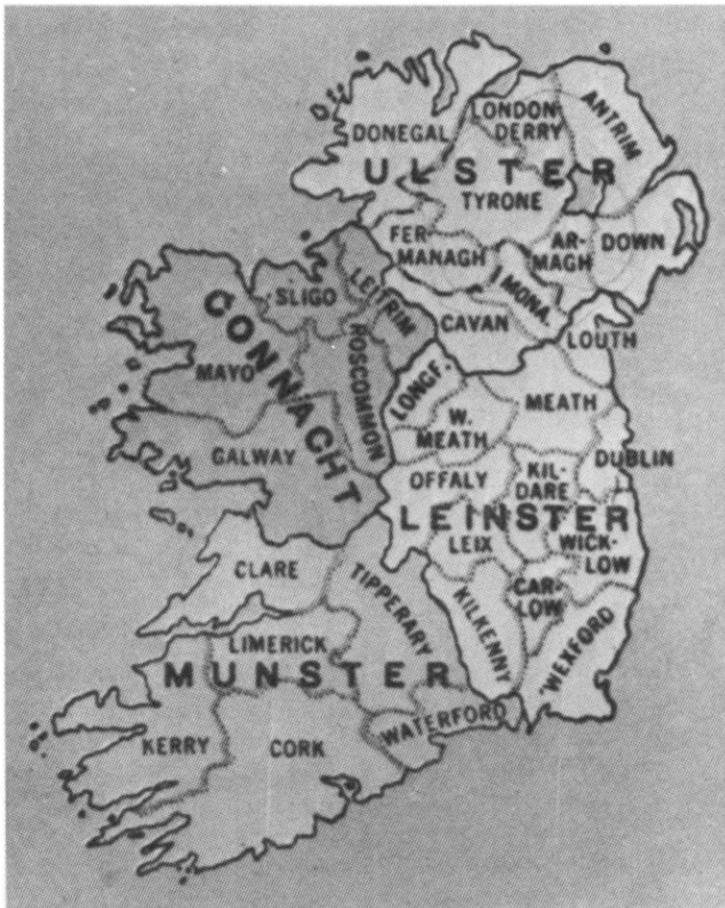 DONEGAL
LONDON
DERRY
ANTRIM
ULSTER
TYRONE
FER
MANAGH
AR-
MAGH
DOWN
MONA.
CAVAN
LOUTH
SLIGO
LEITRIM
CONNACHT
MAYO
ROSCOMMON
GALWAY
LONGF.
W.
MEATH
MEATH
OFFALY
KIL-
DARE
DUBLIN
LEINSTER
LEIX
WICK-
LOW
CAR-
LOW
KILKENNY
WEXFORD
CLARE
TIPPERARY
LIMERICK
MUNSTER
WATERFORD
KERRY
CORK